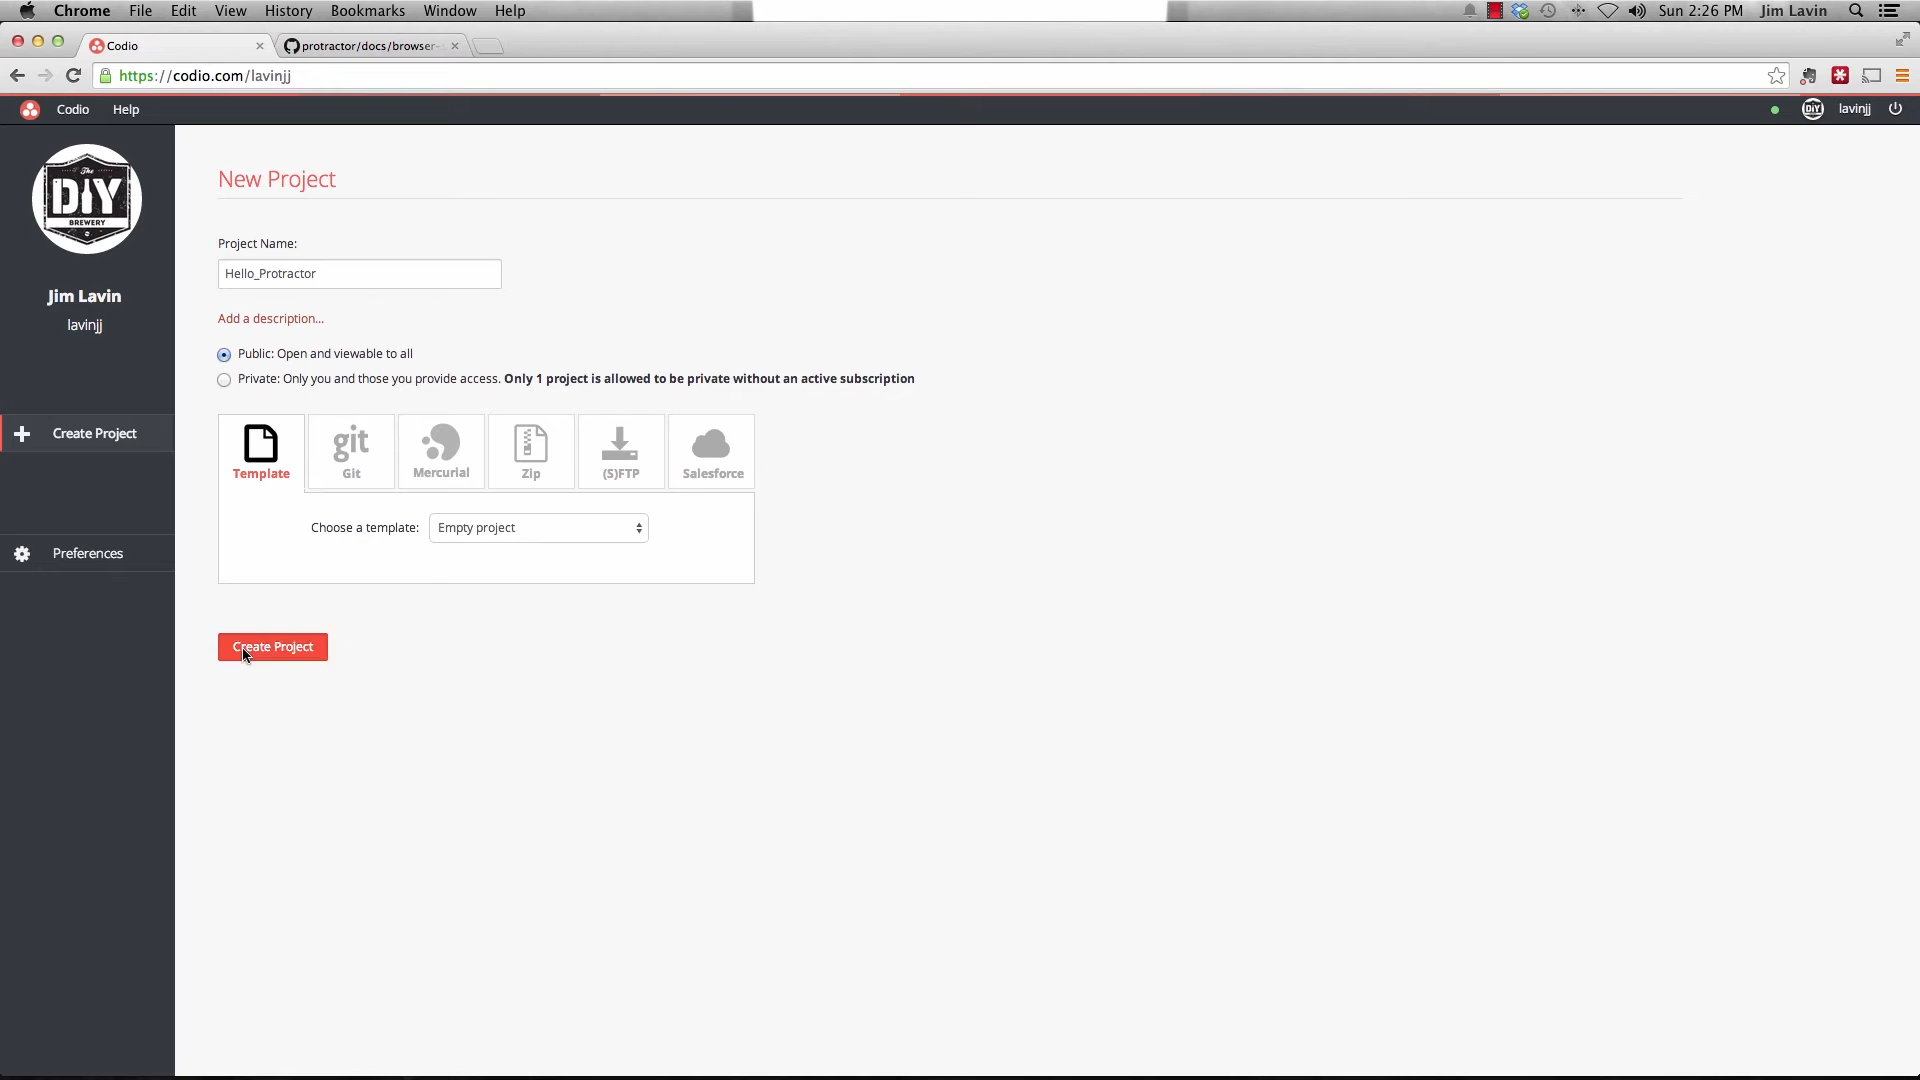 Chrome File Edit View History Bookmarks Window Help Sun 2:26 PM Jim Lavin
Codio protractor/docs/browser-
https://codio.com/lavinjj
Codio Help DiY lavinjj
The
DIY
BREWERY
Jim Lavin
lavinjj
Create Project
Preferences
New Project
Project Name:
Hello_Protractor
Add a description...
Public: Open and viewable to all
Private: Only you and those you provide access. Only 1 project is allowed to be private without an active subscription
git
Template Git Mercurial Zip (S)FTP Salesforce
Choose a template: Empty project
Create Project